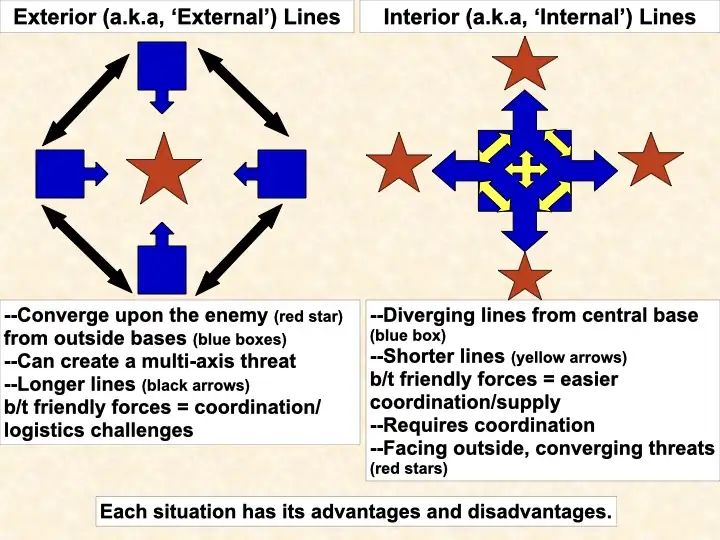 Exterior (a.k.a, ‘External’) Lines
Interior (a.k.a, ‘Internal’) Lines
--Converge upon the enemy (red star)
from outside bases (blue boxes)
--Can create a multi-axis threat
--Longer lines (black arrows)
b/t friendly forces = coordination/
logistics challenges
--Diverging lines from central base
(blue box)
--Shorter lines (yellow arrows)
b/t friendly forces = easier
coordination/supply
--Requires coordination
--Facing outside, converging threats
(red stars)
Each situation has its advantages and disadvantages.